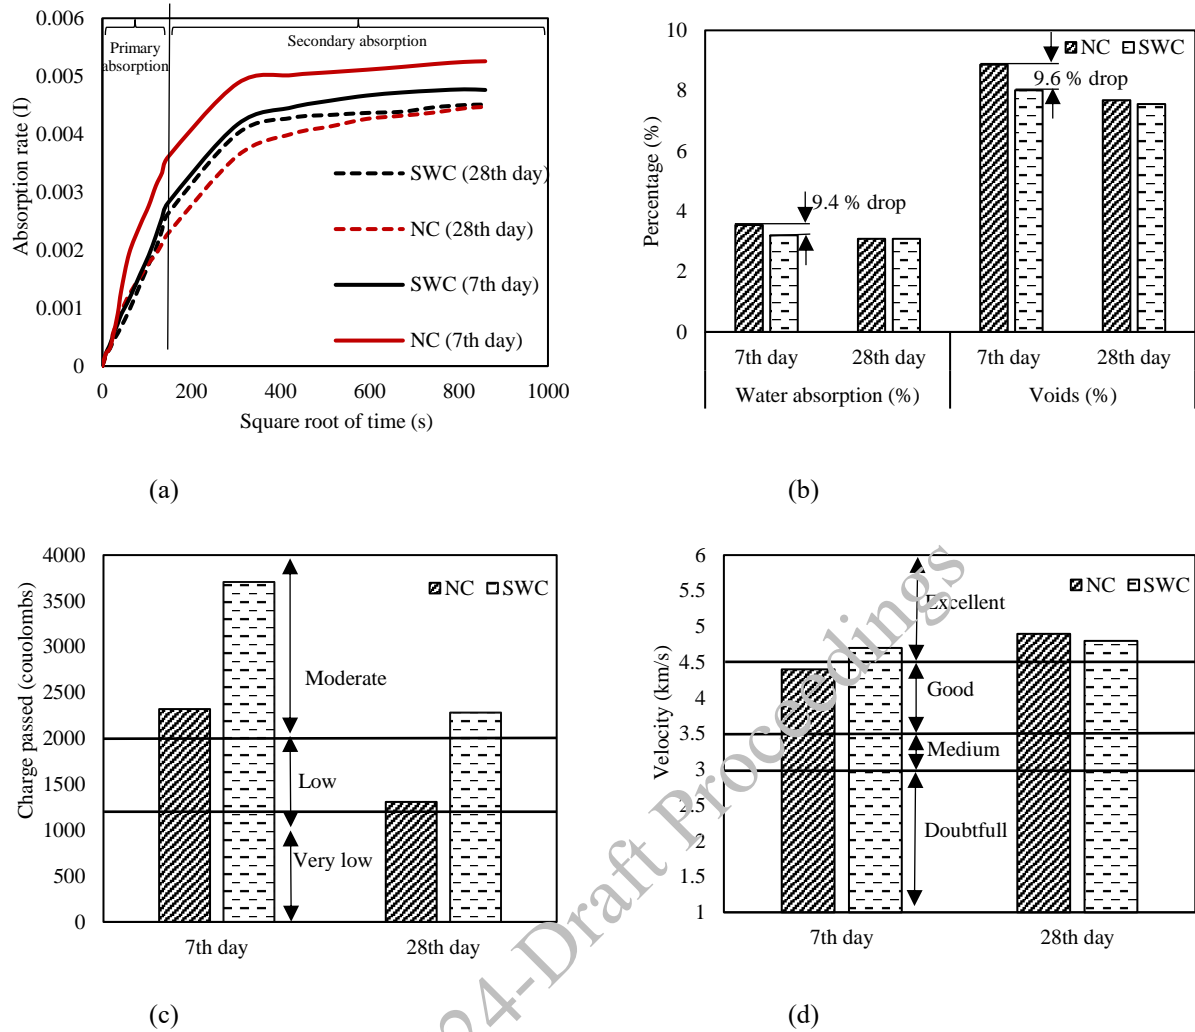 0.006
0.005
0.004
0.003
0.002
0.001
0
Absorption rate (I)
Primary
absorption
Secondary absorption
SWC (28th day)
NC (28th day)
SWC (7th day)
NC (7th day)
0 200 400 600 800 1000
Square root of time (s)
(a)
10
8
6
4
2
0
Percentage (%)
NC SWC
9.6 % drop
9.4 % drop
7th day 28th day 7th day 28th day
Water absorption (%) Voids (%)
(b)
4000
3500
3000
2500
2000
1500
1000
500
0
Charge passed (couolombs)
NC SWC
Moderate
Low
Very low
7th day 28th day
(c)
6
5.5
5
4.5
4
3.5
3
2.5
2
1.5
1
Velocity (km/s)
NC SWC
Excellent
Good
Medium
Doubtfull
7th day 28th day
(d)
24-Draft Proceedings